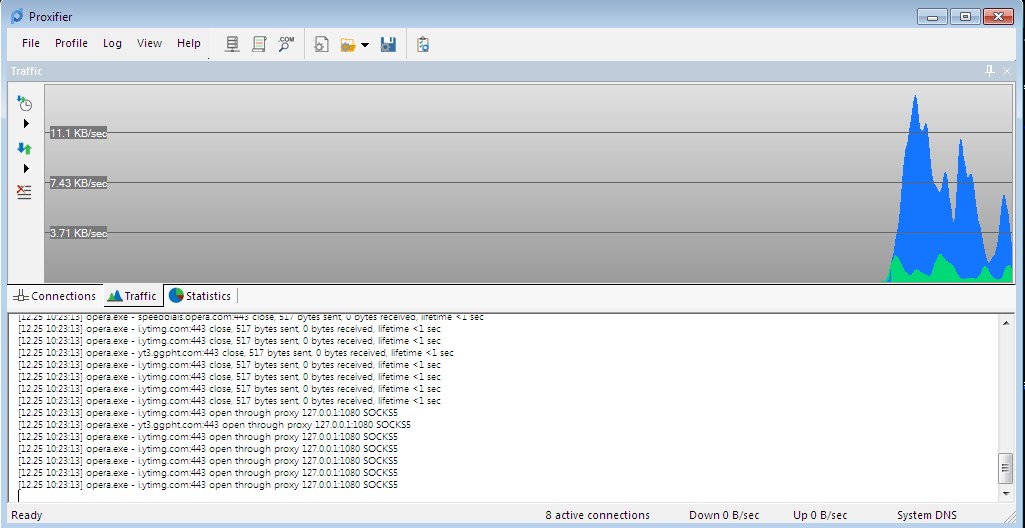 Proxifier
File Profile Log View Help
.COM
Traffic
11.1 KB/sec
7.43 KB/sec
3.71 KB/sec
Connections Traffic Statistics
[12.25 10:23:13] opera.exe - speeddials.opera.com:443 close, 517 bytes sent, 0 bytes received, lifetime <1 sec
[12.25 10:23:13] opera.exe - i.ytimg.com:443 close, 517 bytes sent, 0 bytes received, lifetime <1 sec
[12.25 10:23:13] opera.exe - i.ytimg.com:443 close, 517 bytes sent, 0 bytes received, lifetime <1 sec
[12.25 10:23:13] opera.exe - yt3.ggpht.com:443 close, 517 bytes sent, 0 bytes received, lifetime <1 sec
[12.25 10:23:13] opera.exe - i.ytimg.com:443 close, 517 bytes sent, 0 bytes received, lifetime <1 sec
[12.25 10:23:13] opera.exe - i.ytimg.com:443 close, 517 bytes sent, 0 bytes received, lifetime <1 sec
[12.25 10:23:13] opera.exe - i.ytimg.com:443 close, 517 bytes sent, 0 bytes received, lifetime <1 sec
[12.25 10:23:13] opera.exe - i.ytimg.com:443 close, 517 bytes sent, 0 bytes received, lifetime <1 sec
[12.25 10:23:13] opera.exe - i.ytimg.com:443 open through proxy 127.0.0.1:1080 SOCKS5
[12.25 10:23:13] opera.exe - yt3.ggpht.com:443 open through proxy 127.0.0.1:1080 SOCKS5
[12.25 10:23:13] opera.exe - i.ytimg.com:443 open through proxy 127.0.0.1:1080 SOCKS5
[12.25 10:23:13] opera.exe - i.ytimg.com:443 open through proxy 127.0.0.1:1080 SOCKS5
[12.25 10:23:13] opera.exe - i.ytimg.com:443 open through proxy 127.0.0.1:1080 SOCKS5
[12.25 10:23:13] opera.exe - i.ytimg.com:443 open through proxy 127.0.0.1:1080 SOCKS5
[12.25 10:23:13] opera.exe - i.ytimg.com:443 open through proxy 127.0.0.1:1080 SOCKS5
Ready 8 active connections Down 0 B/sec Up 0 B/sec System DNS